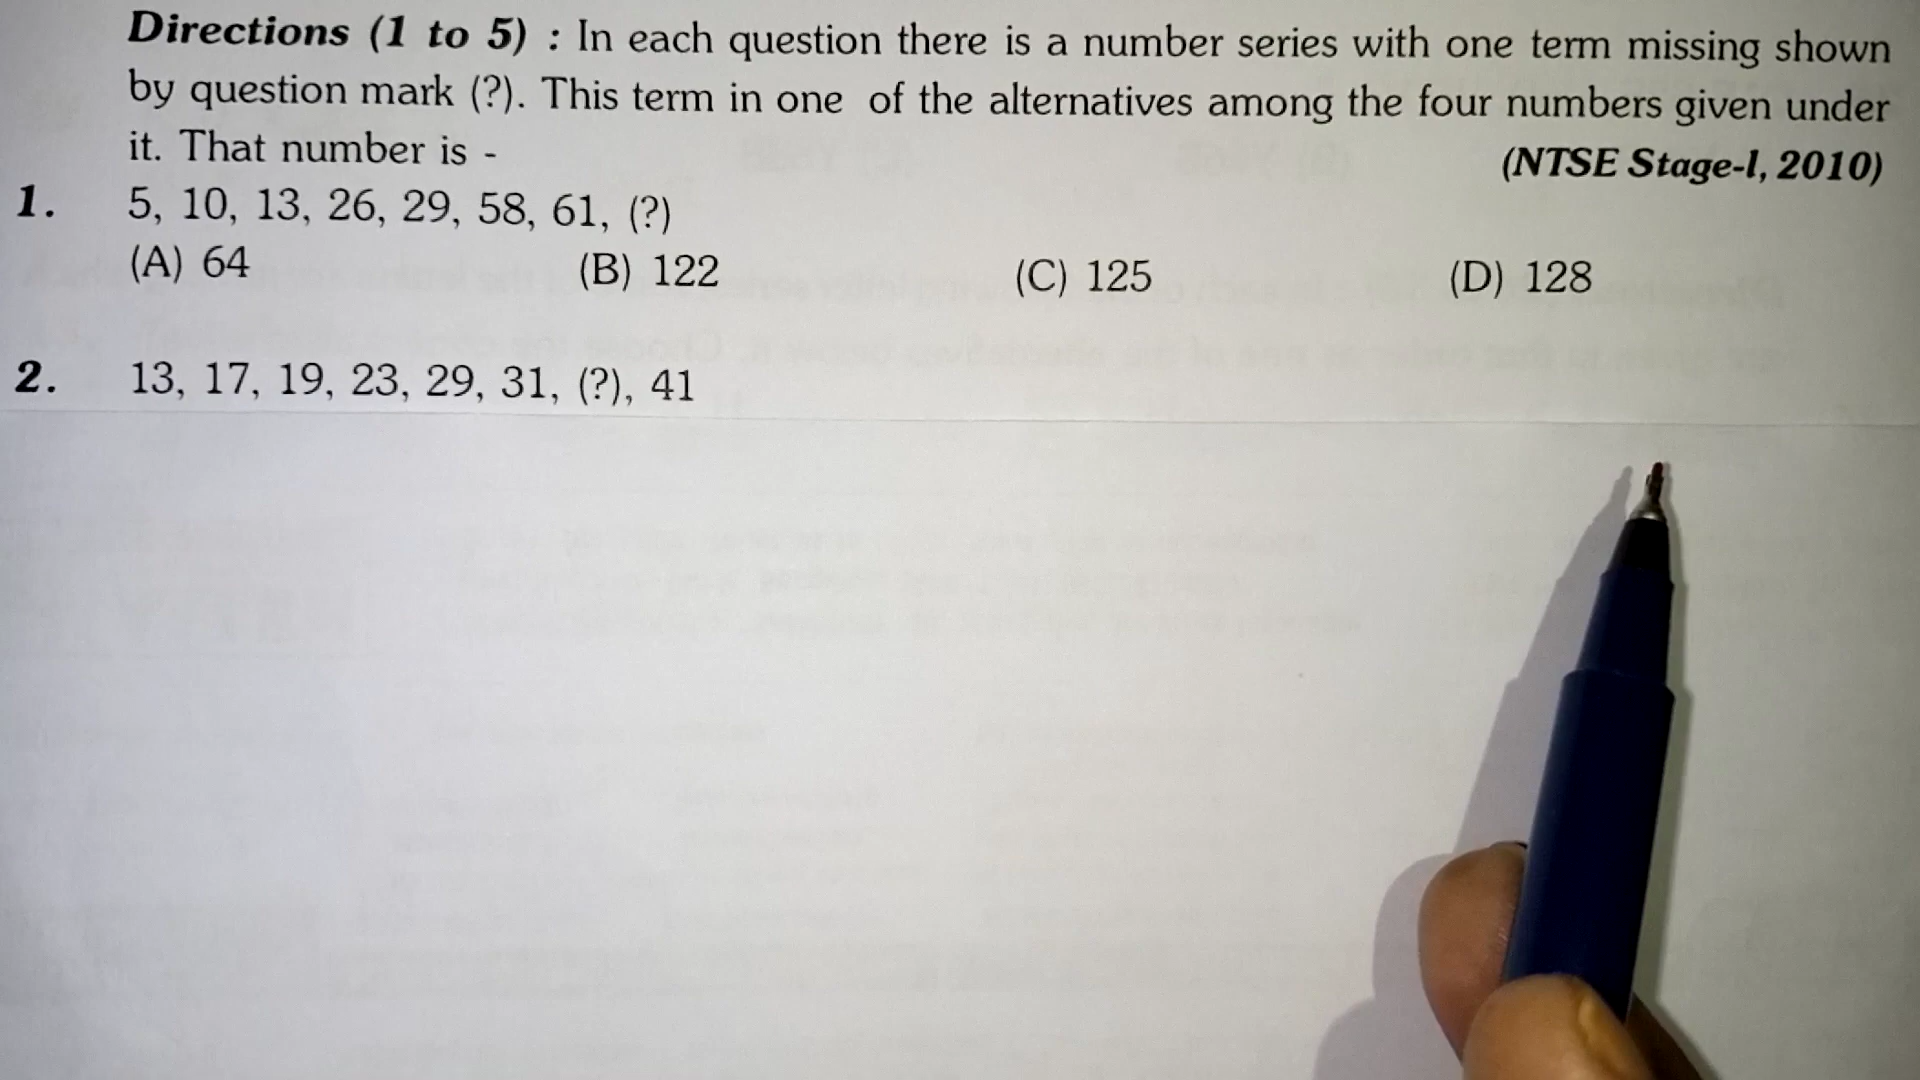 Directions (1 to 5) : In each question there is a number series with one term missing shown
by question mark (?). This term in one of the alternatives among the four numbers given under
it. That number is -
(NTSE Stage-I, 2010)
1. 5, 10, 13, 26, 29, 58, 61, (?)
(A) 64 (B) 122 (C) 125 (D) 128
2. 13, 17, 19, 23, 29, 31, (?), 41